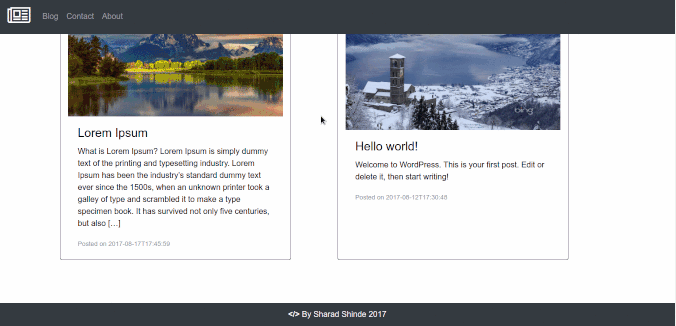 Blog Contact About
Lorem Ipsum
What is Lorem Ipsum? Lorem Ipsum is simply dummy
text of the printing and typesetting industry. Lorem
Ipsum has been the industry's standard dummy text
ever since the 1500s, when an unknown printer took a
galley of type and scrambled it to make a type
specimen book. It has survived not only five centuries,
but also […]
Posted on 2017-08-17T17:45:59
bing
Hello world!
Welcome to WordPress. This is your first post. Edit or
delete it, then start writing!
Posted on 2017-08-12T17:30:48
</> By Sharad Shinde 2017